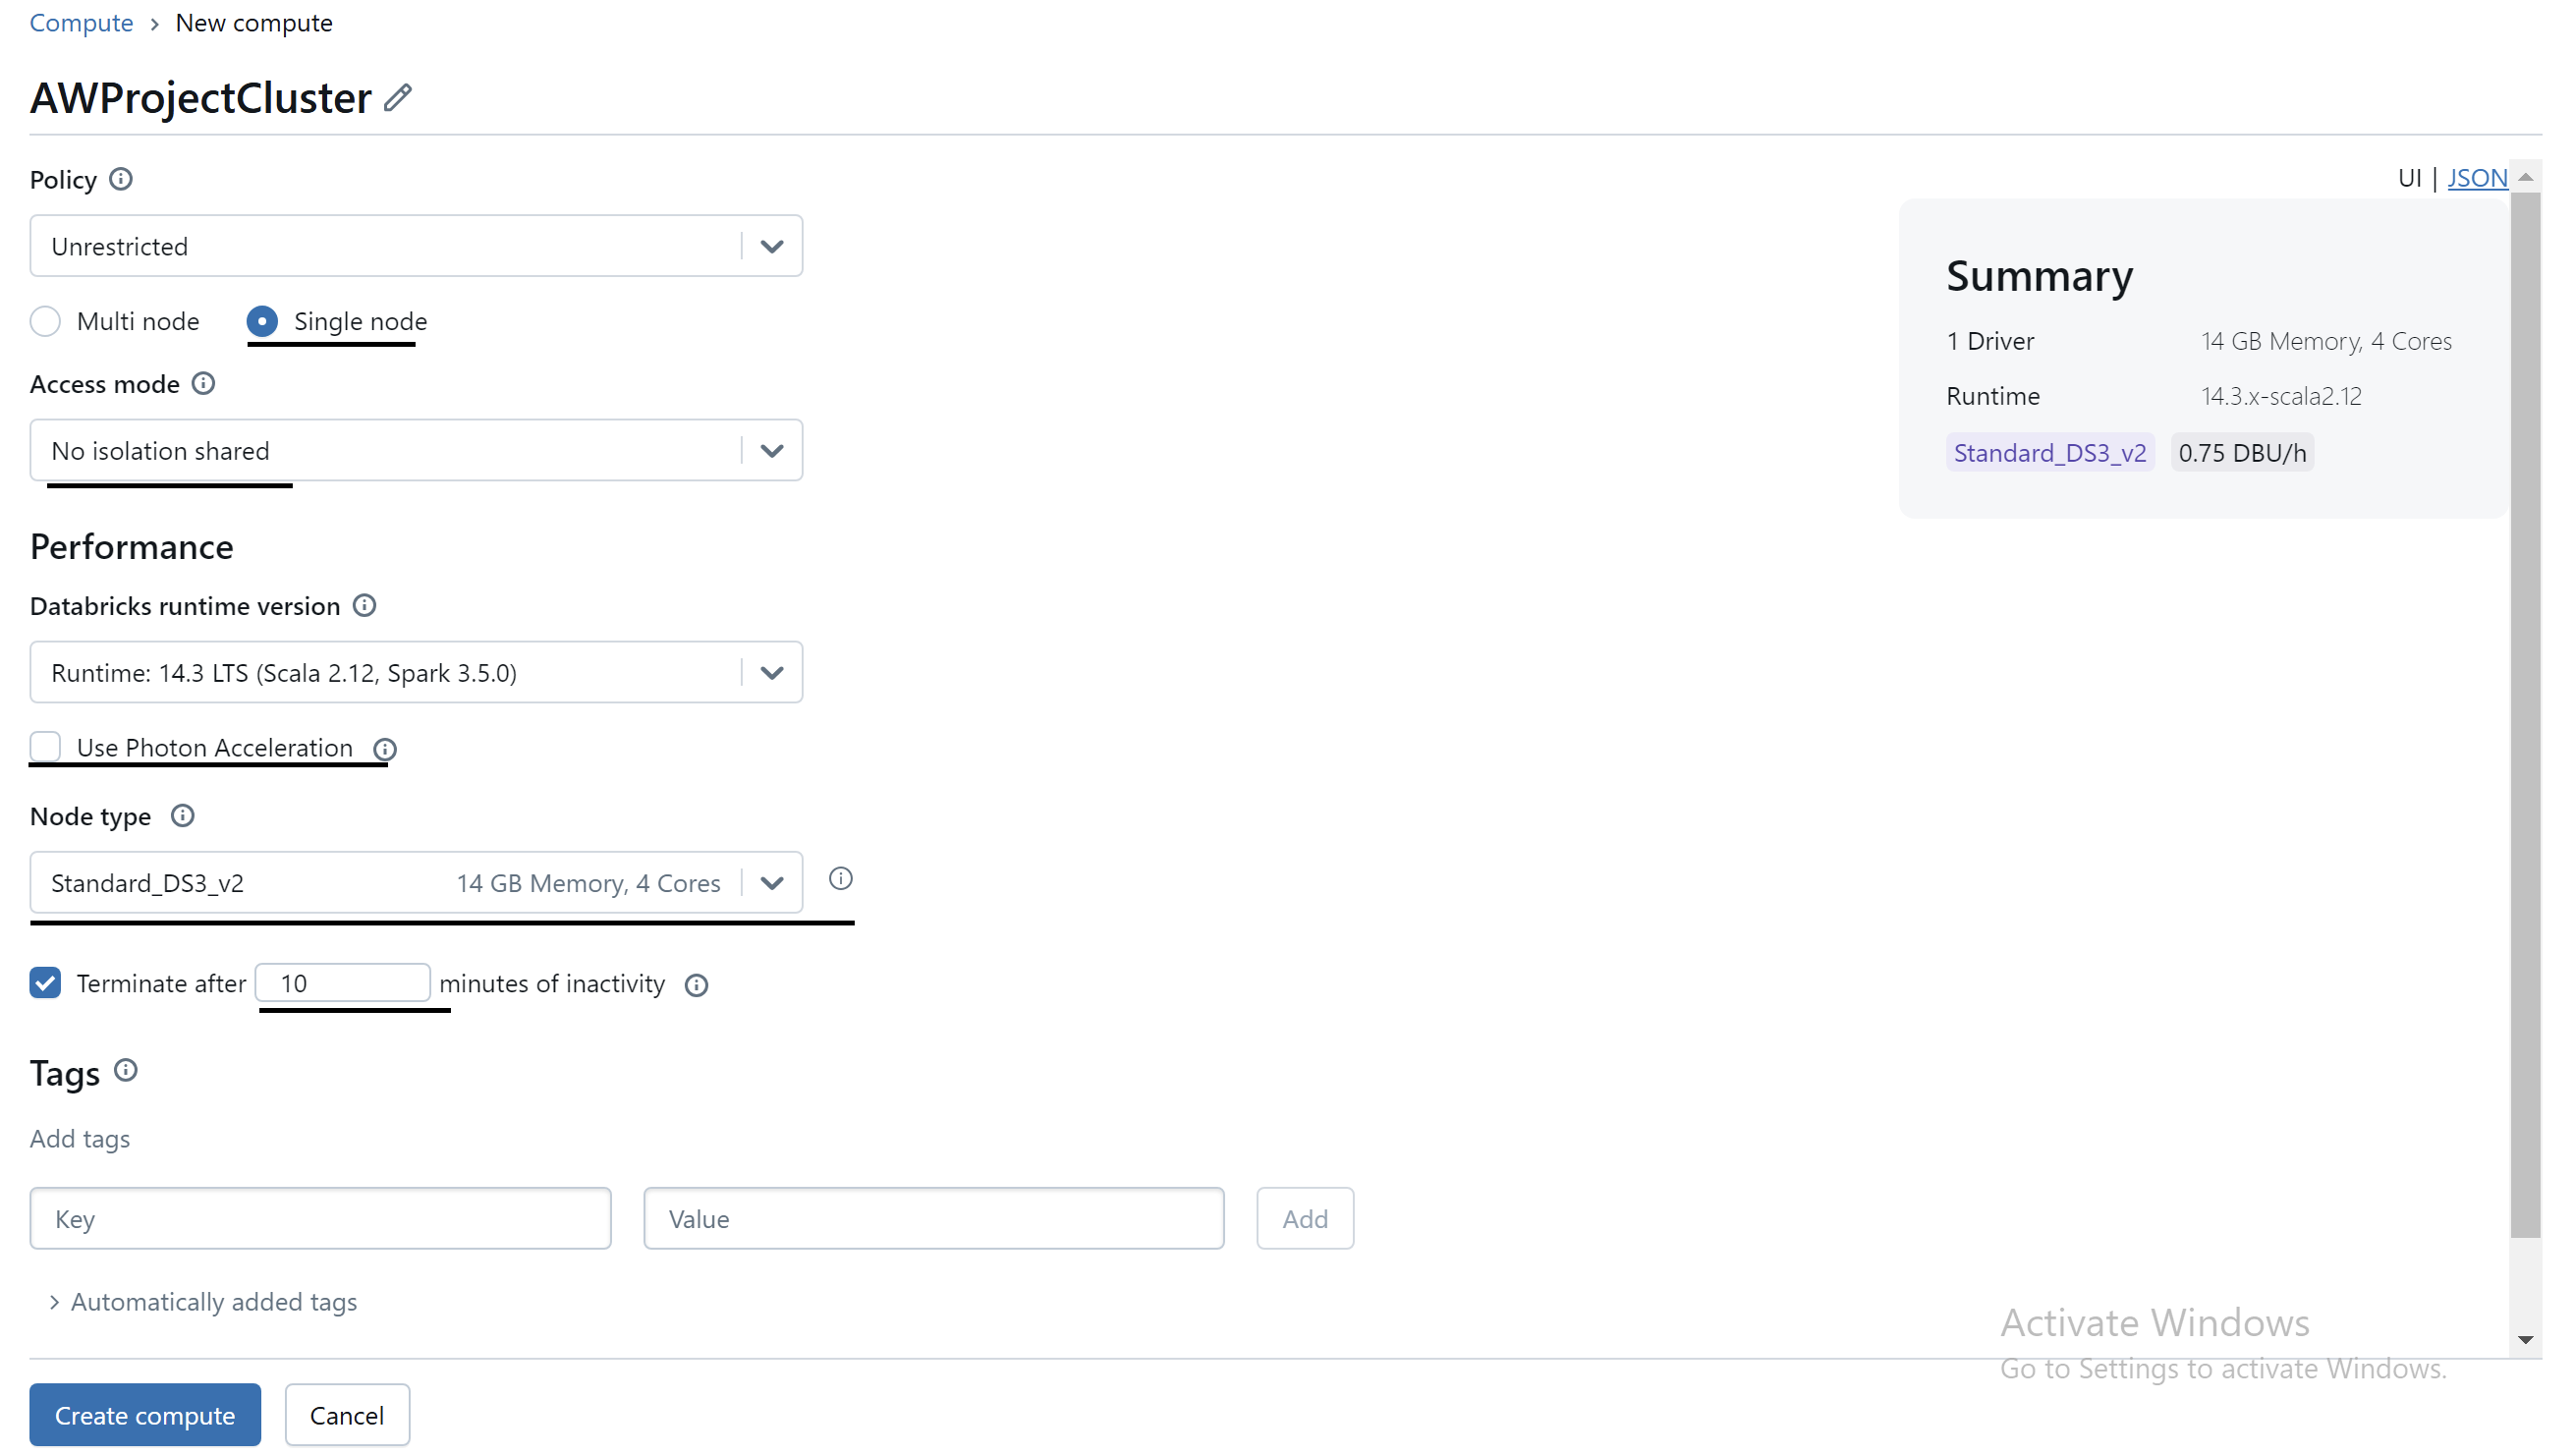 Compute > New compute
AWProjectCluster
Policy
UI | JSON
Unrestricted
Multi node Single node
Access mode
No isolation shared
Summary
1 Driver 14 GB Memory, 4 Cores
Runtime 14.3.x-scala2.12
Standard_DS3_v2 0.75 DBU/h
Performance
Databricks runtime version
Runtime: 14.3 LTS (Scala 2.12, Spark 3.5.0)
Use Photon Acceleration
Node type
Standard_DS3_v2 14 GB Memory, 4 Cores
Terminate after 10 minutes of inactivity
Tags
Add tags
Key Value Add
> Automatically added tags
Activate Windows
Go to Settings to activate Windows.
Create compute Cancel